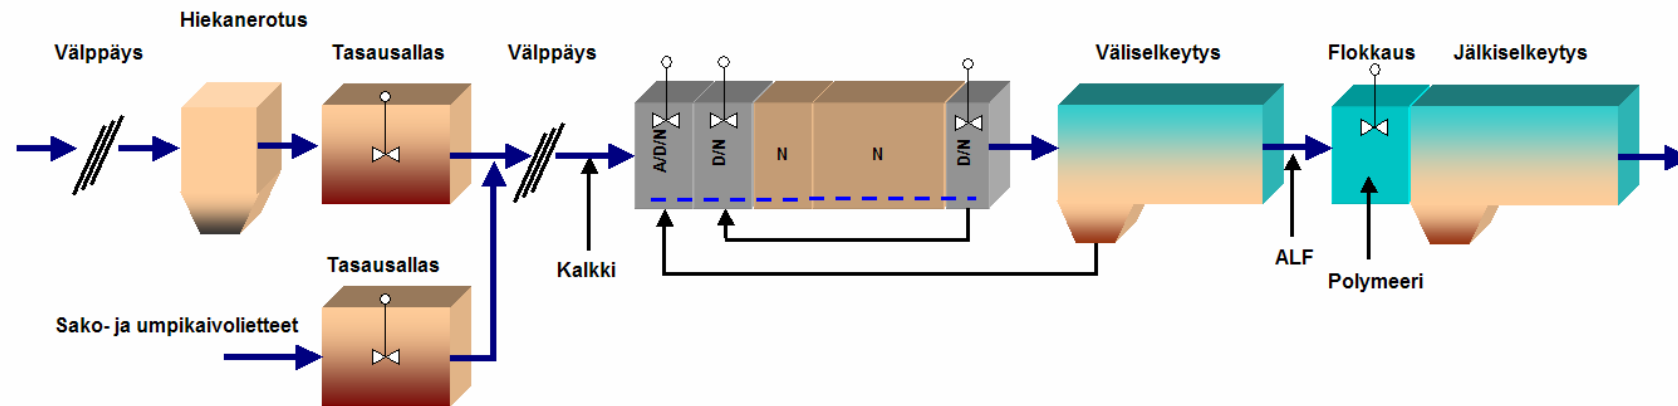 Hiekanerotus
Välppäys
Tasausallas
Välppäys
Väliselkeytys
Flokkaus
Jälkiselkeytys
A/D/N
D/N
N
N
D/N
Kalkki
ALF
Polymeeri
Tasausallas
Sako- ja umpikaivolietteet